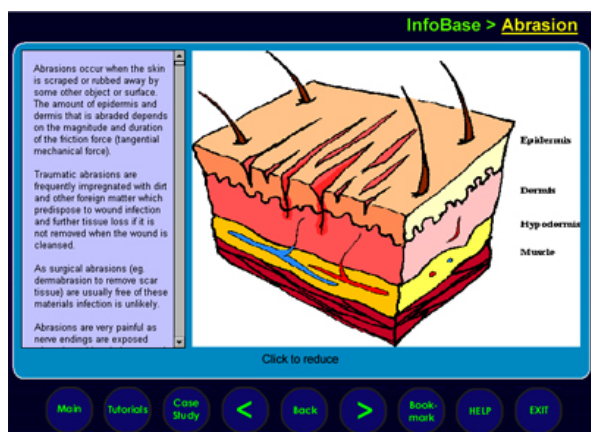 InfoBase > Abrasion
Abrasions occur when the skin
is scraped or rubbed away by
some other object or surface.
The amount of epidermis and
dermis that is abraded depends
on the magnitude and duration
of the friction force (tangential
mechanical force).
Traumatic abrasions are
frequently impregnated with dirt
and other foreign matter which
predispose to wound infection
and further tissue loss if it is
not removed when the wound is
cleansed.
As surgical abrasions (eg.
dermabrasion to remove scar
tissue) are usually free of these
materials infection is unlikely.
Abrasions are very painful as
nerve endings are exposed
Epidermis
Dermis
Hypodermis
Muscle
Click to reduce
Main
Tutorials
Case
Study
<
Back
>
Book-
mark
HELP
EXIT